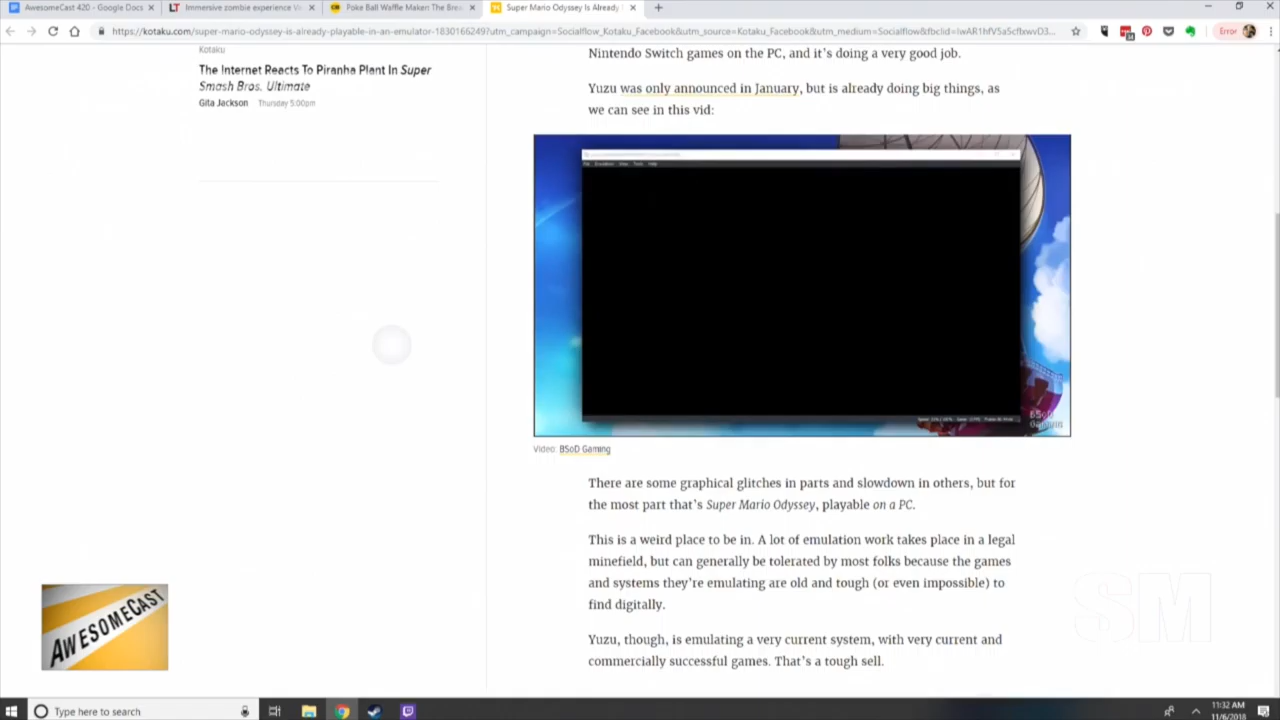 AwesomeCast 420 - Google Docs
Immersive zombie experience Vi
Poke Ball Waffle Maker: The Brea
Super Mario Odyssey Is Already
https://kotaku.com/super-mario-odyssey-is-already-playable-in-an-emulator-1830166249?utm_campaign=Socialflow_Kotaku_Facebook&utm_source=Kotaku_Facebook&utm_medium=Socialflow&fbclid=
Error
Kotaku
The Internet Reacts To Piranha Plant In Super
Smash Bros. Ultimate
Gita Jackson Thursday 5:00pm
Nintendo Switch games on the PC, and it's doing a very good job.
Yuzu was only announced in January, but is already doing big things, as
we can see in this vid:
File Emulation View Tools Help
BSoD
Gaming
Video: BSoD Gaming
There are some graphical glitches in parts and slowdown in others, but for
the most part that's Super Mario Odyssey, playable on a PC.
This is a weird place to be in. A lot of emulation work takes place in a legal
minefield, but can generally be tolerated by most folks because the games
and systems they're emulating are old and tough (or even impossible) to
find digitally.
Yuzu, though, is emulating a very current system, with very current and
commercially successful games. That's a tough sell.
AWESOMECAST
SM
Type here to search
11:32 AM
11/6/2018